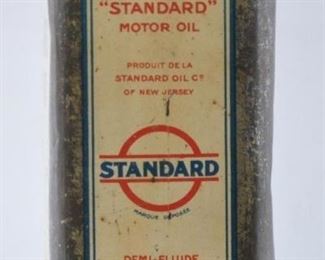 "STANDARD"
MOTOR OIL
PRODUIT DE LA
STANDARD OIL Cº
OF NEW JERSEY
STANDARD
MARQUE DÉPOSÉE
DEMI-FLUIDE